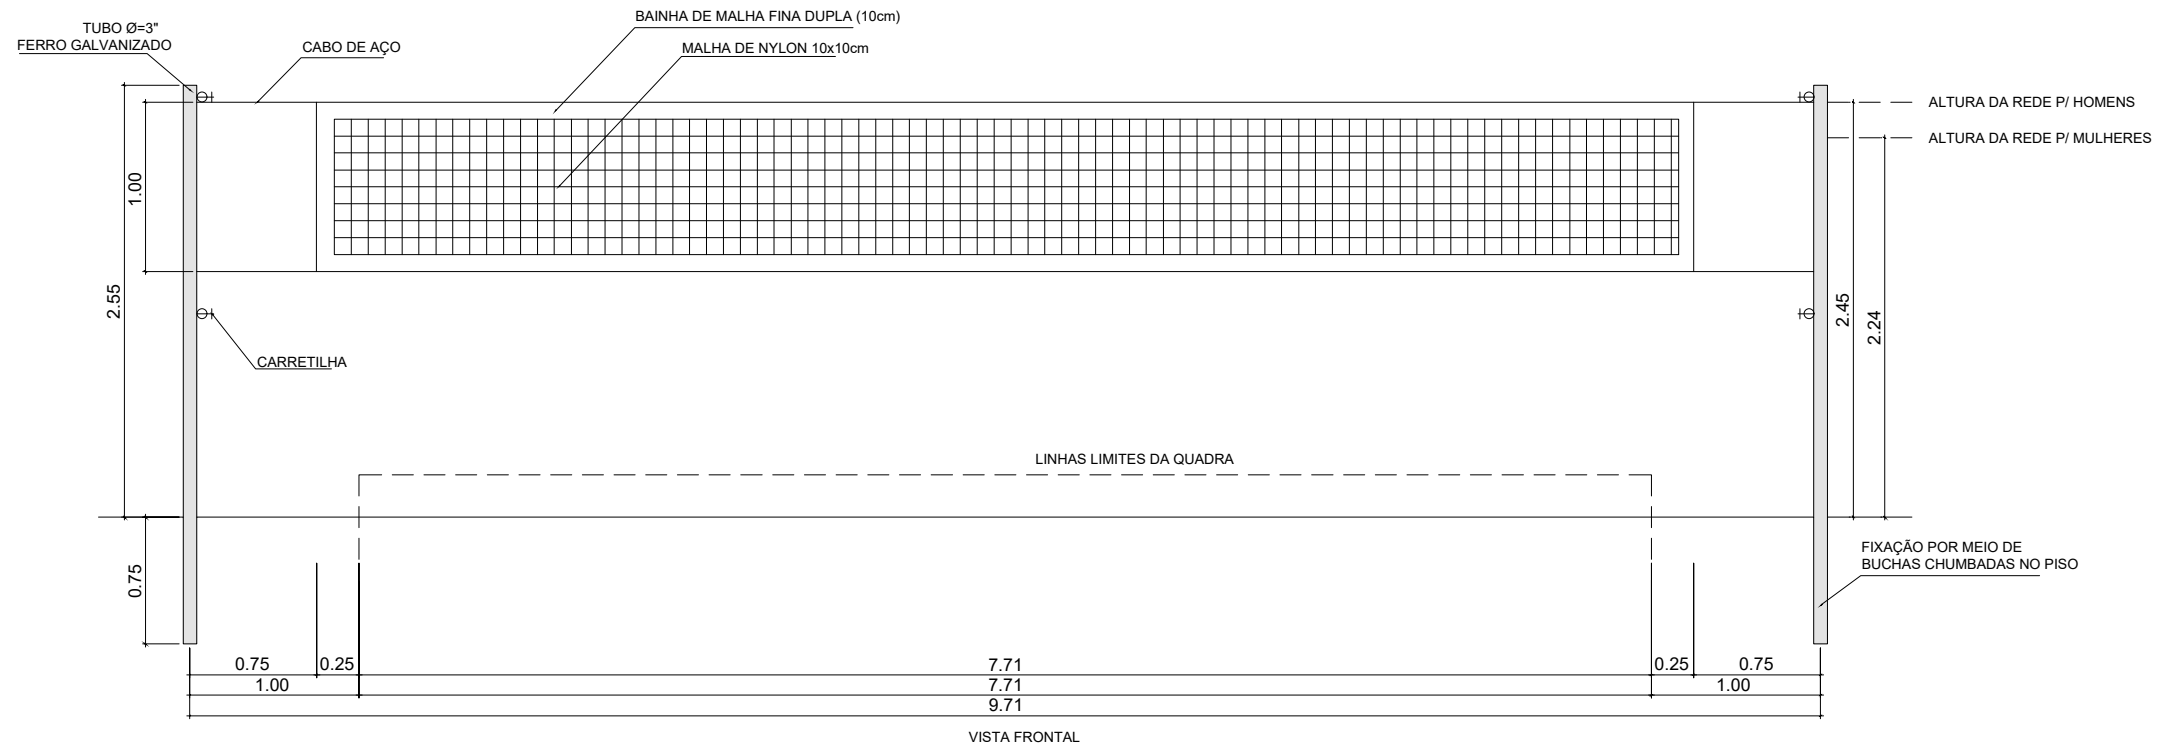 BAINHA DE MALHA FINA DUPLA (10cm)
TUBO Ø=3"
FERRO GALVANIZADO
CABO DE AÇO
MALHA DE NYLON 10x10cm
ALTURA DA REDE P/ HOMENS
ALTURA DA REDE P/ MULHERES
1.00
2.55
2.45
2.24
CARRETILHA
LINHAS LIMITES DA QUADRA
0.75
FIXAÇÃO POR MEIO DE
BUCHAS CHUMBADAS NO PISO
0.75 0.25 7.71 0.25 0.75
1.00 7.71 1.00
9.71
VISTA FRONTAL